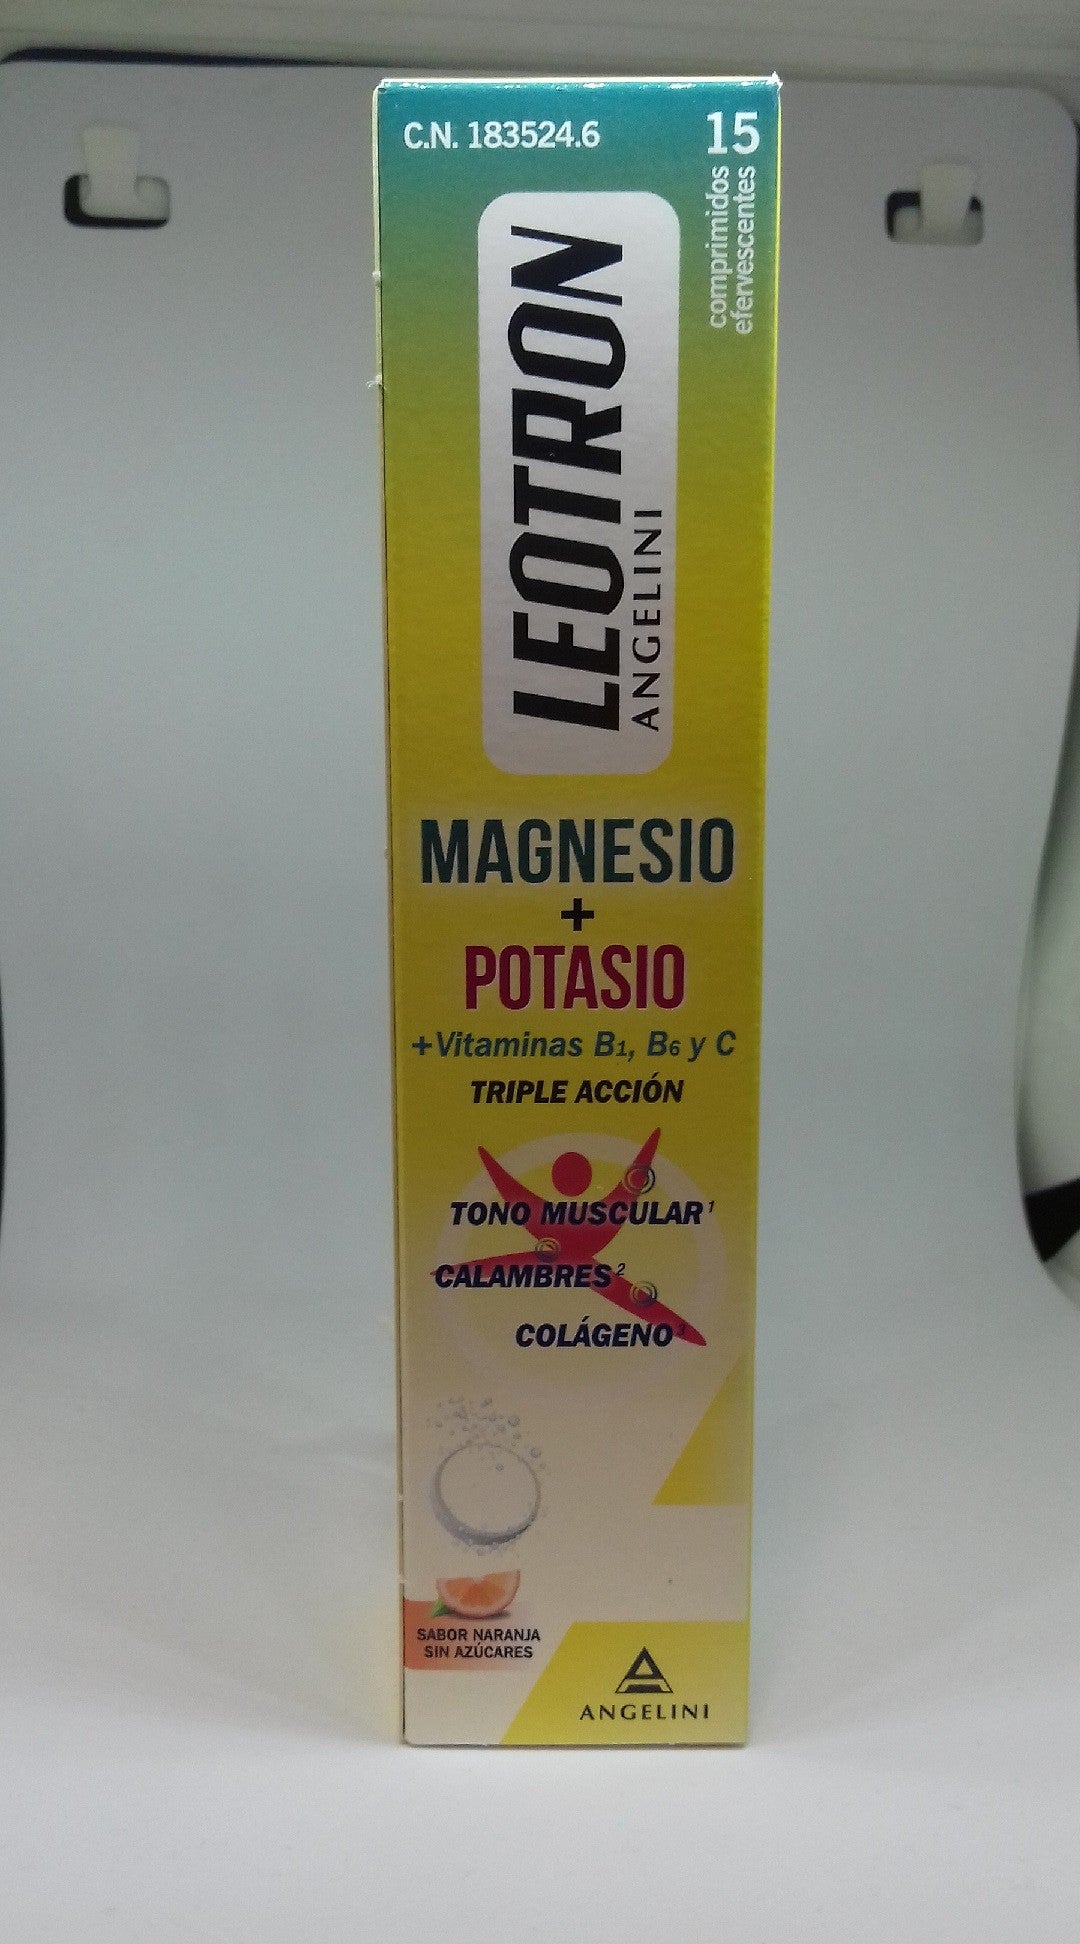 C.N. 183524.6
15
comprimidos
efervescentes
LEOTRON
ANGELINI
MAGNESIO
+
POTASIO
+Vitaminas B1, B6 y C
TRIPLE ACCIÓN
TONO MUSCULAR1
CALAMBRES2
COLÁGENO3
SABOR NARANJA
SIN AZÚCARES
ANGELINI